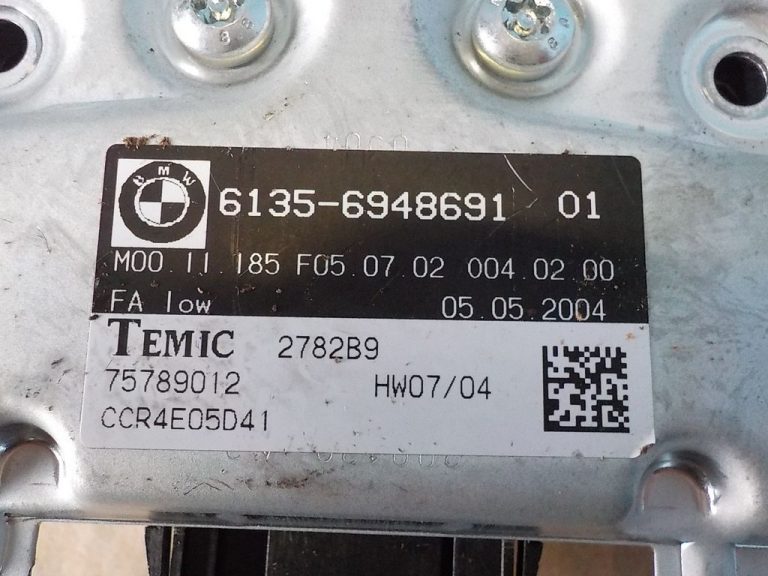 BMW
6135-6948691 01
M00.11.185 F05.07.02 004.02.00
FA low 05.05.2004
TEMIC 2782B9
75789012 HW07/04
CCR4E05D41